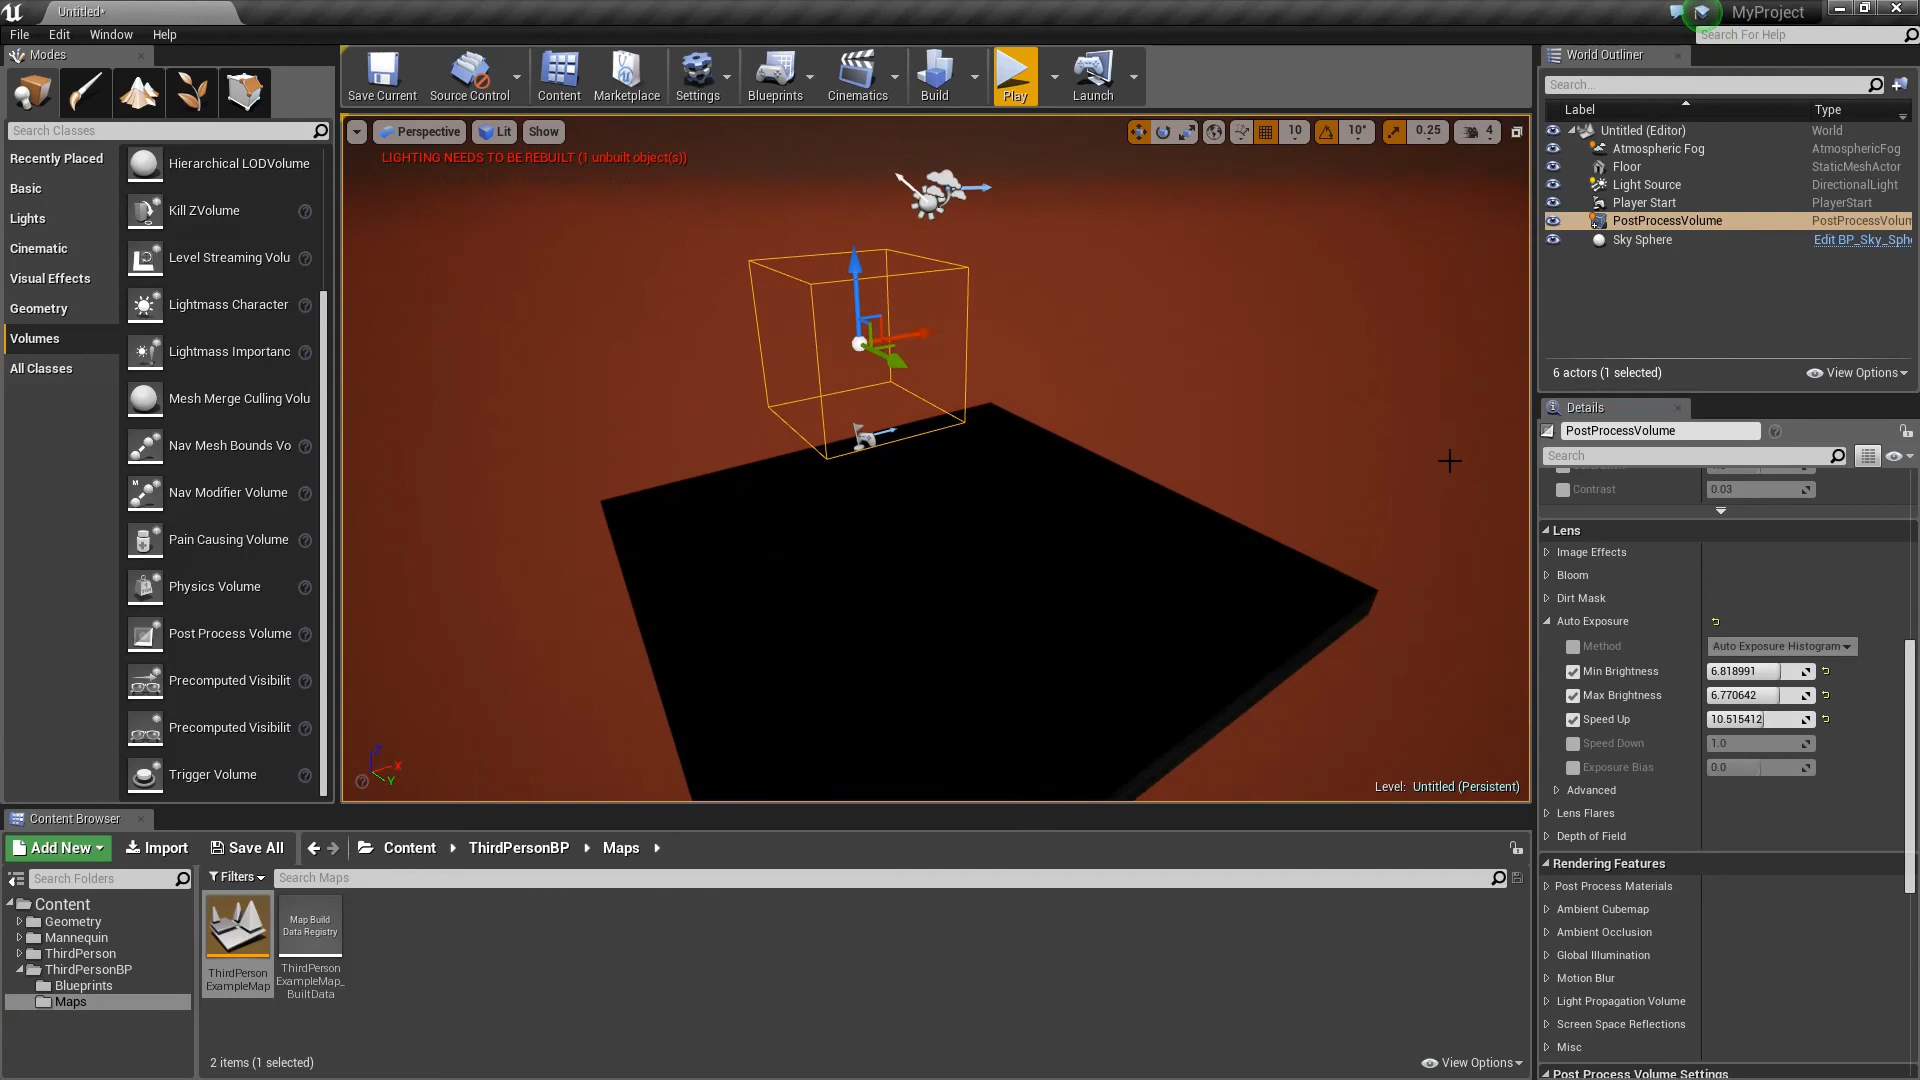 Untitled*
MyProject
File Edit Window Help
Search For Help
Modes
Save Current
Source Control
Content
Marketplace
Settings
Blueprints
Cinematics
Build
Play
Launch
World Outliner
Search...
Label
Type
Search Classes
Perspective
Lit
Show
10
10°
0.25
4
LIGHTING NEEDS TO BE REBUILT (1 unbuilt object(s))
Recently Placed
Basic
Lights
Cinematic
Visual Effects
Geometry
Volumes
All Classes
Hierarchical LODVolume
Kill ZVolume
Level Streaming Volu
Lightmass Character
Lightmass Importanc
Mesh Merge Culling Volu
Nav Mesh Bounds Vo
Nav Modifier Volume
Pain Causing Volume
Physics Volume
Post Process Volume
Precomputed Visibilit
Precomputed Visibilit
Trigger Volume
Untitled (Editor) World
Atmospheric Fog AtmosphericFog
Floor StaticMeshActor
Light Source DirectionalLight
Player Start PlayerStart
PostProcessVolume PostProcessVolum
Sky Sphere Edit BP_Sky_Sph
6 actors (1 selected)
View Options
Details
PostProcessVolume
Search
Contrast 0.03
Lens
Image Effects
Bloom
Dirt Mask
Auto Exposure
Method Auto Exposure Histogram
Min Brightness 6.818991
Max Brightness 6.770642
Speed Up 10.515412
Speed Down 1.0
Exposure Bias 0.0
Advanced
Lens Flares
Depth of Field
Rendering Features
Post Process Materials
Ambient Cubemap
Ambient Occlusion
Global Illumination
Motion Blur
Light Propagation Volume
Screen Space Reflections
Misc
Post Process Volume Settings
Z
X
Y
Level: Untitled (Persistent)
Content Browser
Add New
Import
Save All
Content
ThirdPersonBP
Maps
Search Folders
Filters
Search Maps
Content
Geometry
Mannequin
ThirdPerson
ThirdPersonBP
Blueprints
Maps
ThirdPerson
ExampleMap
Map Build
Data Registry
ThirdPerson
ExampleMap_
BuiltData
2 items (1 selected)
View Options